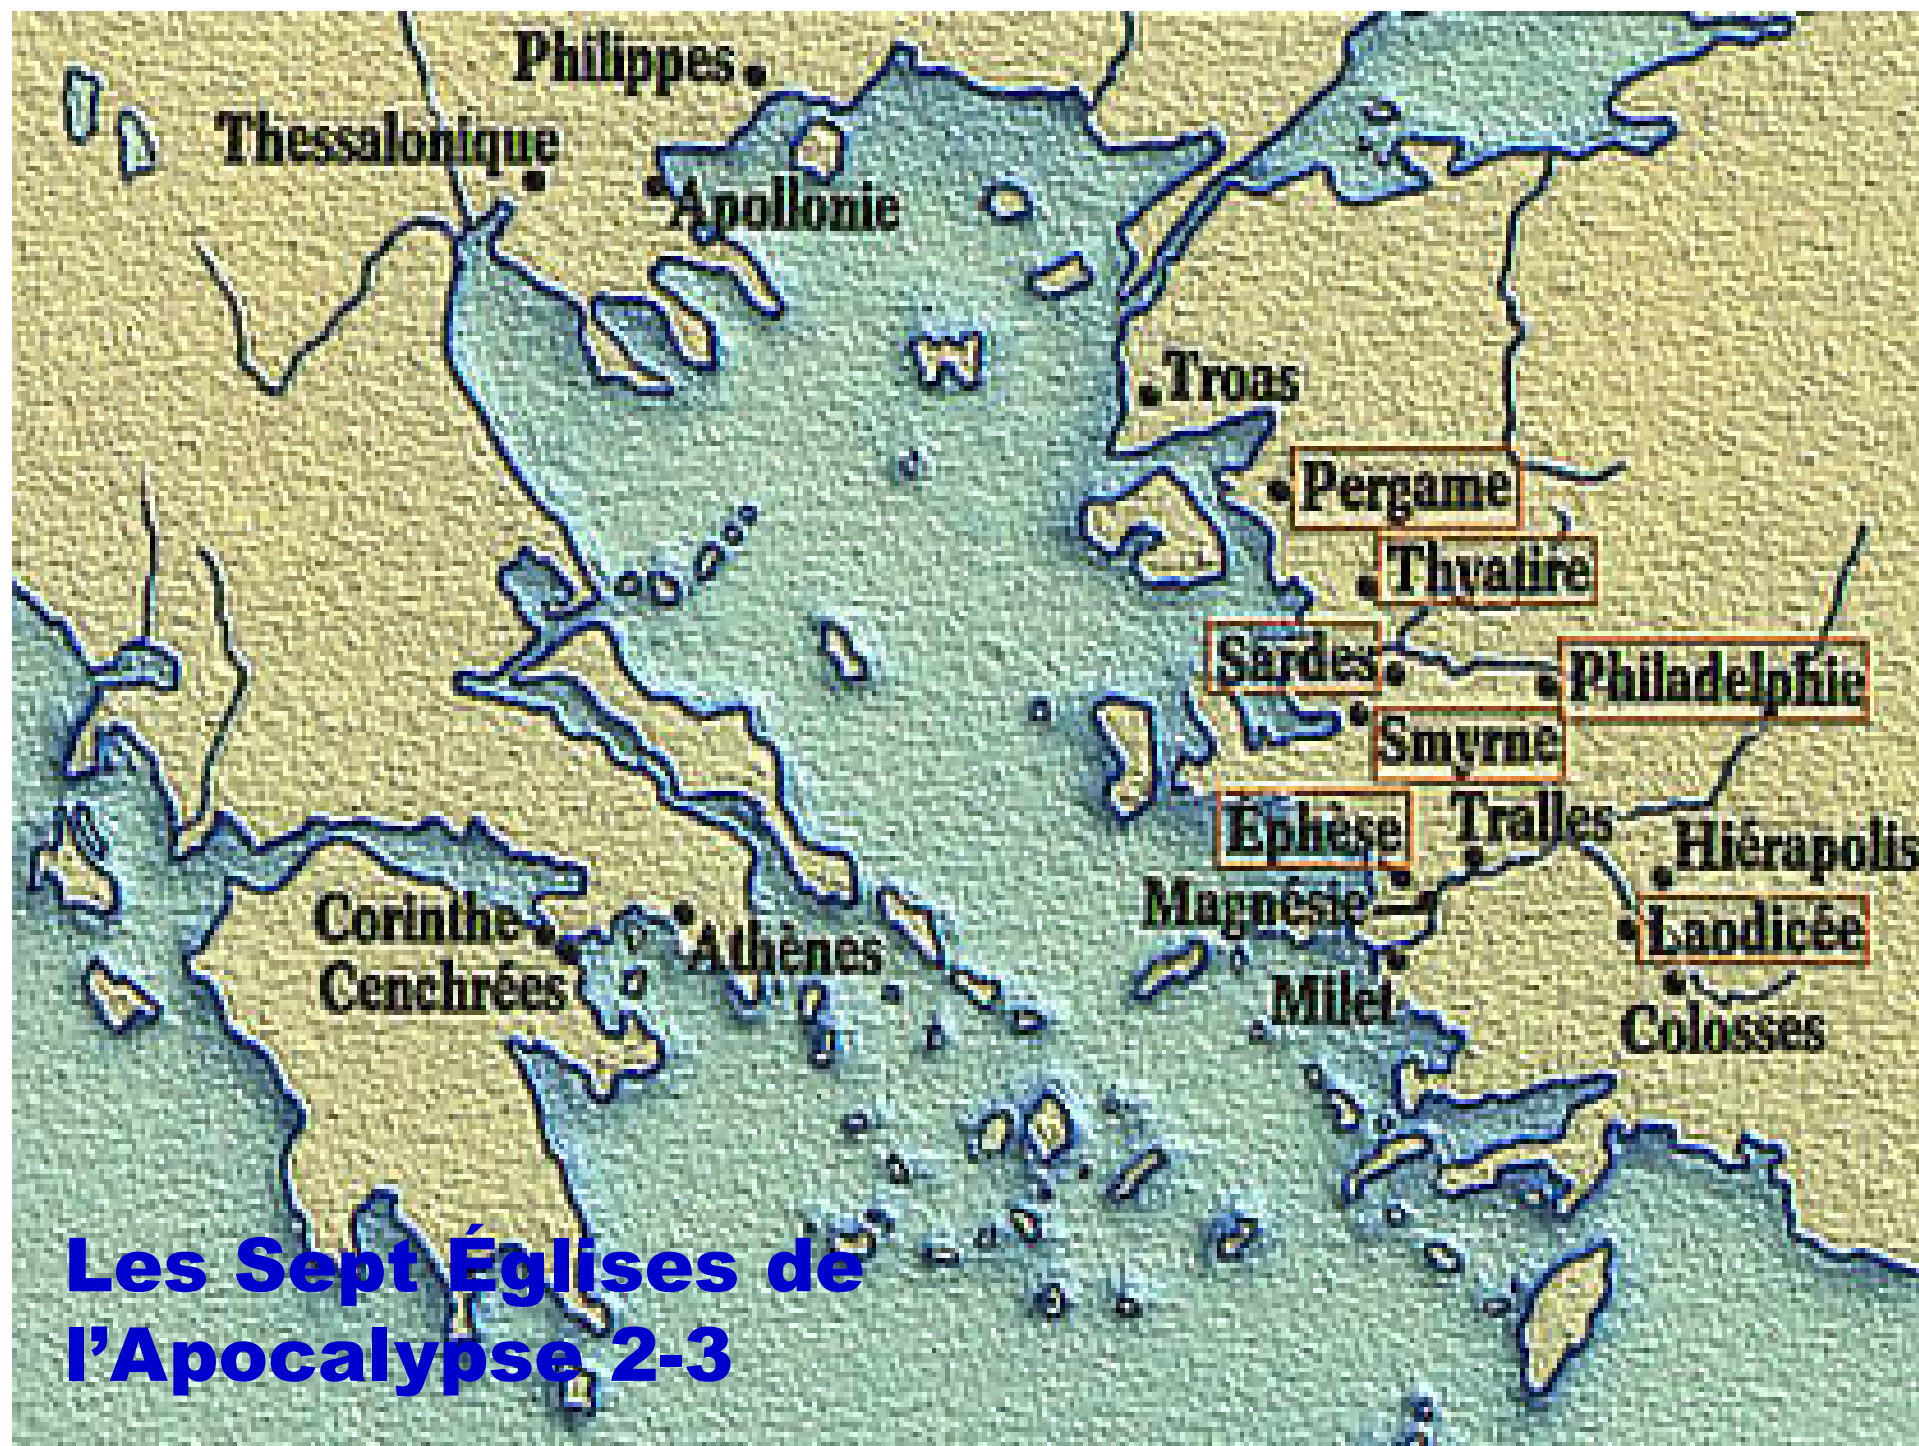 Philippes
Thessalonique
Apollonie
Troas
Pergame
Thyatire
Sardes
Philadelphie
Smyrne
Éphèse
Tralles
Hiérapolis
Magnésie
Corinthe
Athènes
Laodicée
Cenchrées
Milet
Colosses
Les Sept Églises de
l’Apocalypse 2-3